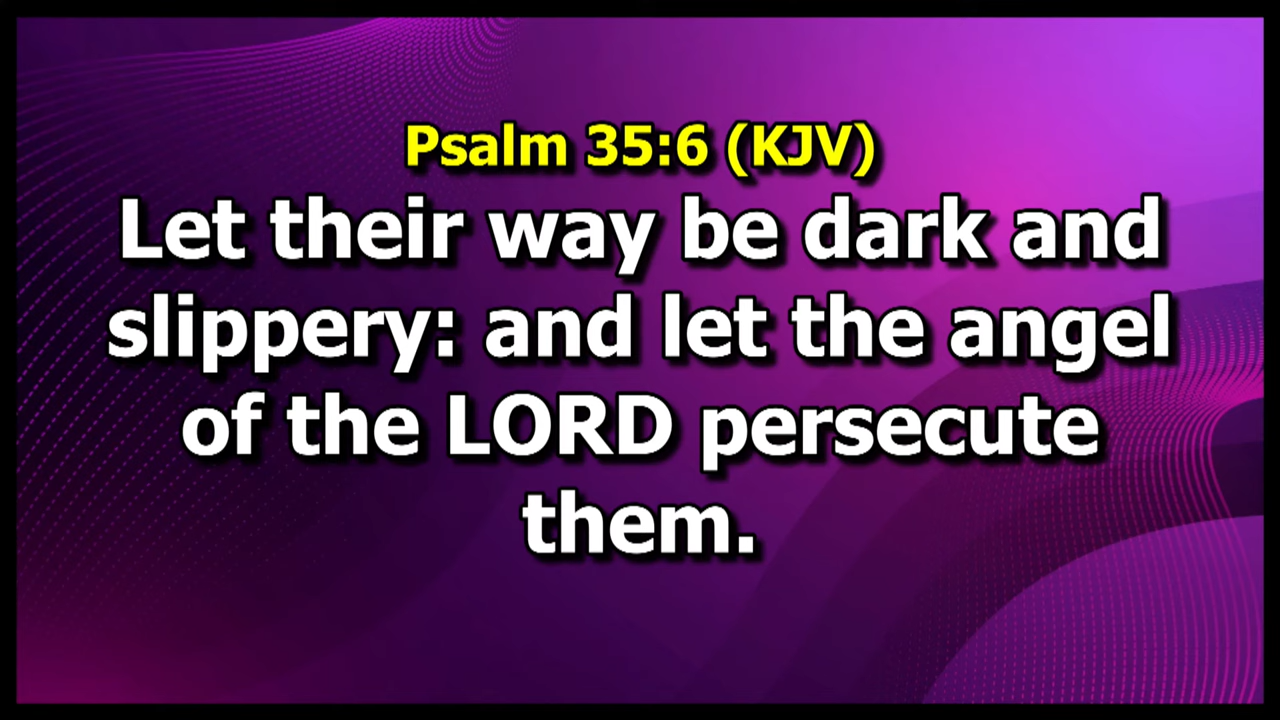 Psalm 35:6 (KJV)
Let their way be dark and
slippery: and let the angel
of the LORD persecute
them.